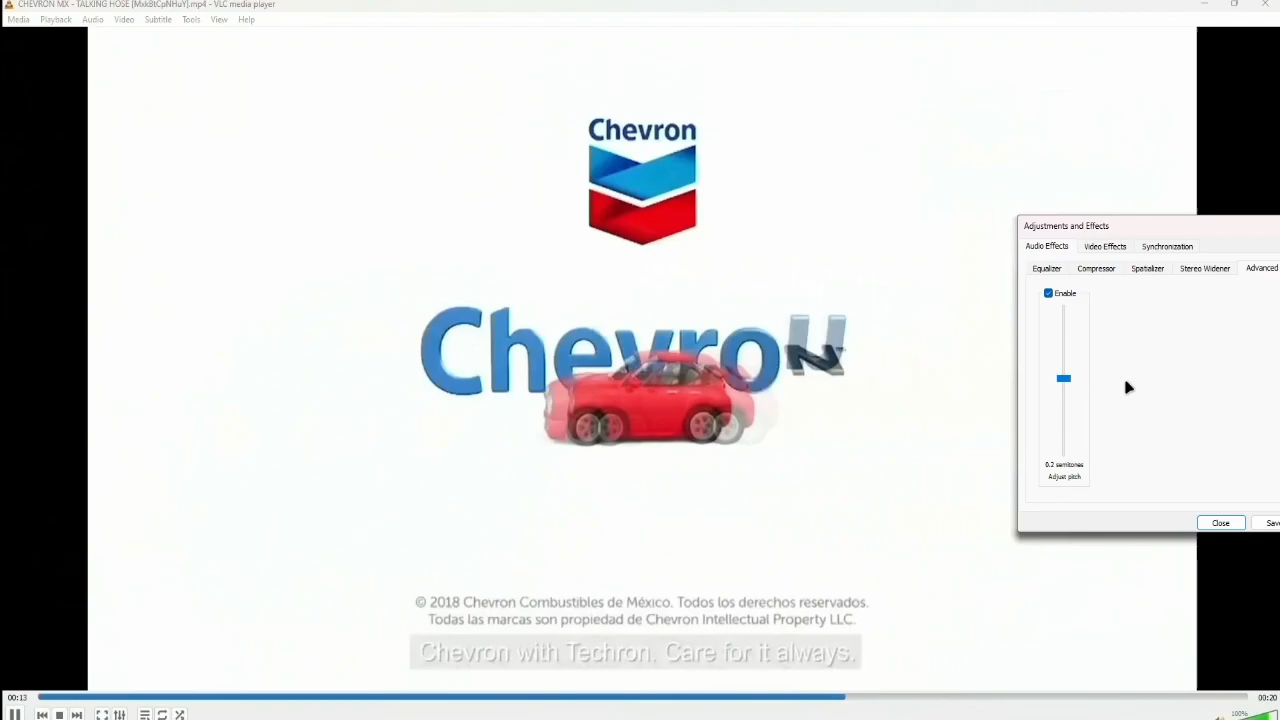 CHEVRON MX - TALKING HOSE [MxkBtCpNHuY].mp4 - VLC media player
Media Playback Audio Video Subtitle Tools View Help
Chevron
Adjustments and Effects
Audio Effects Video Effects Synchronization
Equalizer Compressor Spatializer Stereo Widener Advanced
Enable
Chevron
0.2 semitones
Adjust pitch
Close Save
© 2018 Chevron Combustibles de México. Todos los derechos reservados.
Todas las marcas son propiedad de Chevron Intellectual Property LLC.
Chevron with Techron. Care for it always.
00:13 00:20
100%